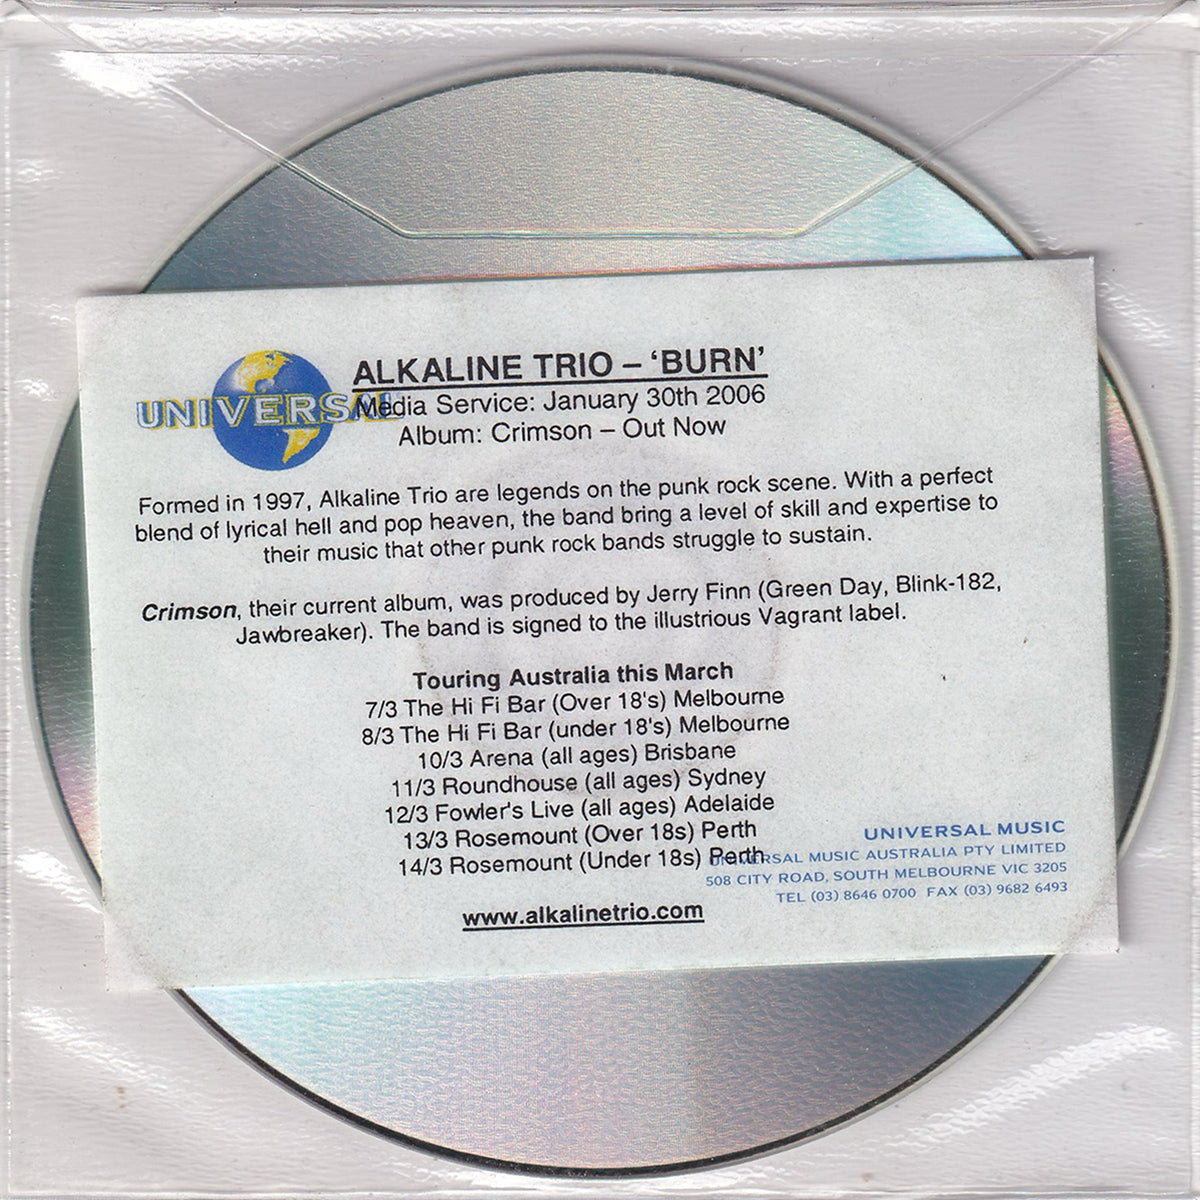 ALKALINE TRIO – ‘BURN’
UNIVERSAL
Media Service: January 30th 2006
Album: Crimson – Out Now
Formed in 1997, Alkaline Trio are legends on the punk rock scene. With a perfect
blend of lyrical hell and pop heaven, the band bring a level of skill and expertise to
their music that other punk rock bands struggle to sustain.
Crimson, their current album, was produced by Jerry Finn (Green Day, Blink-182,
Jawbreaker). The band is signed to the illustrious Vagrant label.
Touring Australia this March
7/3 The Hi Fi Bar (Over 18's) Melbourne
8/3 The Hi Fi Bar (under 18's) Melbourne
10/3 Arena (all ages) Brisbane
11/3 Roundhouse (all ages) Sydney
12/3 Fowler's Live (all ages) Adelaide
13/3 Rosemount (Over 18s) Perth
14/3 Rosemount (Under 18s) Perth
www.alkalinetrio.com
UNIVERSAL MUSIC
UNIVERSAL MUSIC AUSTRALIA PTY LIMITED
508 CITY ROAD, SOUTH MELBOURNE VIC 3205
TEL (03) 8646 0700 FAX (03) 9682 6493